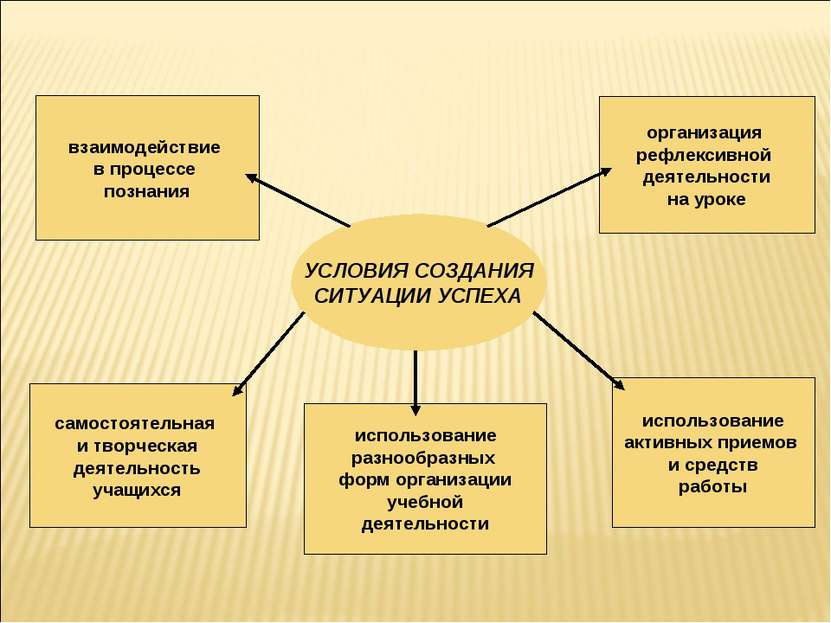 взаимодействие
в процессе
познания
организация
рефлексивной
деятельности
на уроке
УСЛОВИЯ СОЗДАНИЯ
СИТУАЦИИ УСПЕХА
самостоятельная
и творческая
деятельность
учащихся
использование
разнообразных
форм организации
учебной
деятельности
использование
активных приемов
и средств
работы